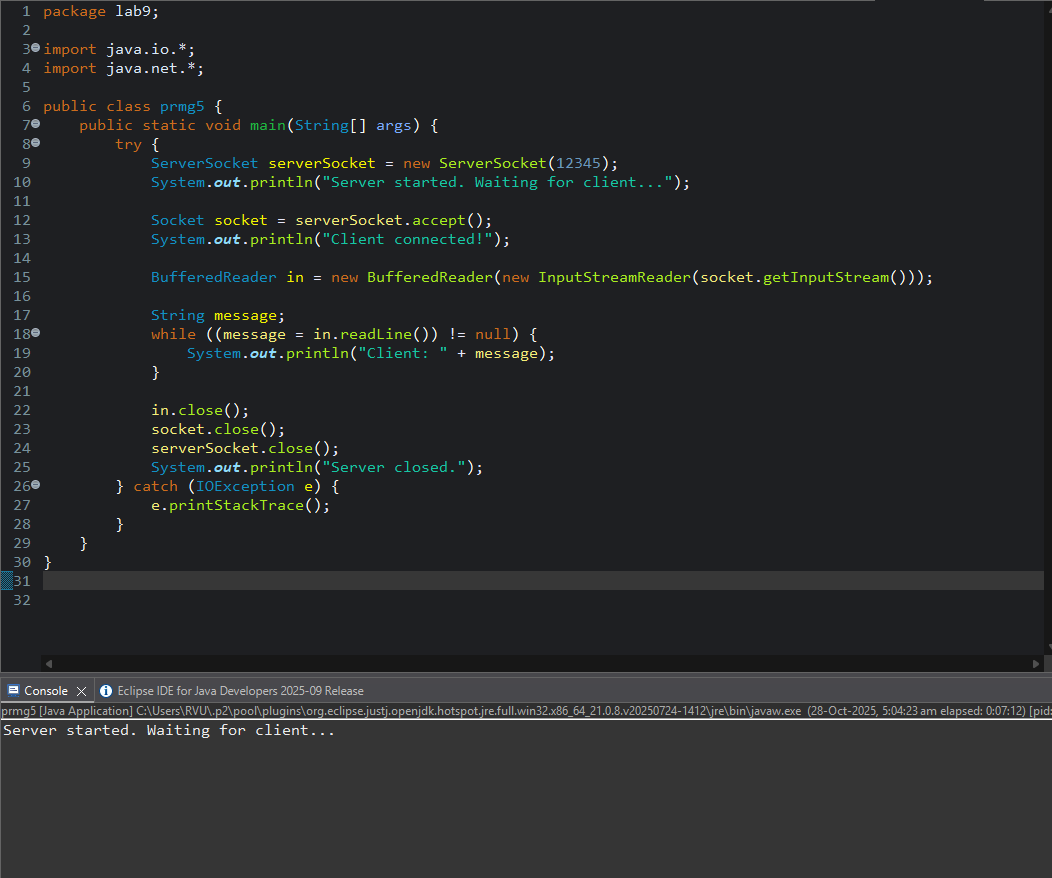 1 package lab9;
2
3 import java.io.*;
4 import java.net.*;
5
6 public class prmg5 {
7     public static void main(String[] args) {
8         try {
9             ServerSocket serverSocket = new ServerSocket(12345);
10             System.out.println("Server started. Waiting for client...");
11
12             Socket socket = serverSocket.accept();
13             System.out.println("Client connected!");
14
15             BufferedReader in = new BufferedReader(new InputStreamReader(socket.getInputStream()));
16
17             String message;
18             while ((message = in.readLine()) != null) {
19                 System.out.println("Client: " + message);
20             }
21
22             in.close();
23             socket.close();
24             serverSocket.close();
25             System.out.println("Server closed.");
26         } catch (IOException e) {
27             e.printStackTrace();
28         }
29     }
30 }
31
32
Console Eclipse IDE for Java Developers 2025-09 Release
prmg5 [Java Application] C:\Users\RVU\.p2\pool\plugins\org.eclipse.justj.openjdk.hotspot.jre.full.win32.x86_64_21.0.8.v20250724-1412\jre\bin\javaw.exe (28-Oct-2025, 5:04:23 am elapsed: 0:07:12) [pid:
Server started. Waiting for client...